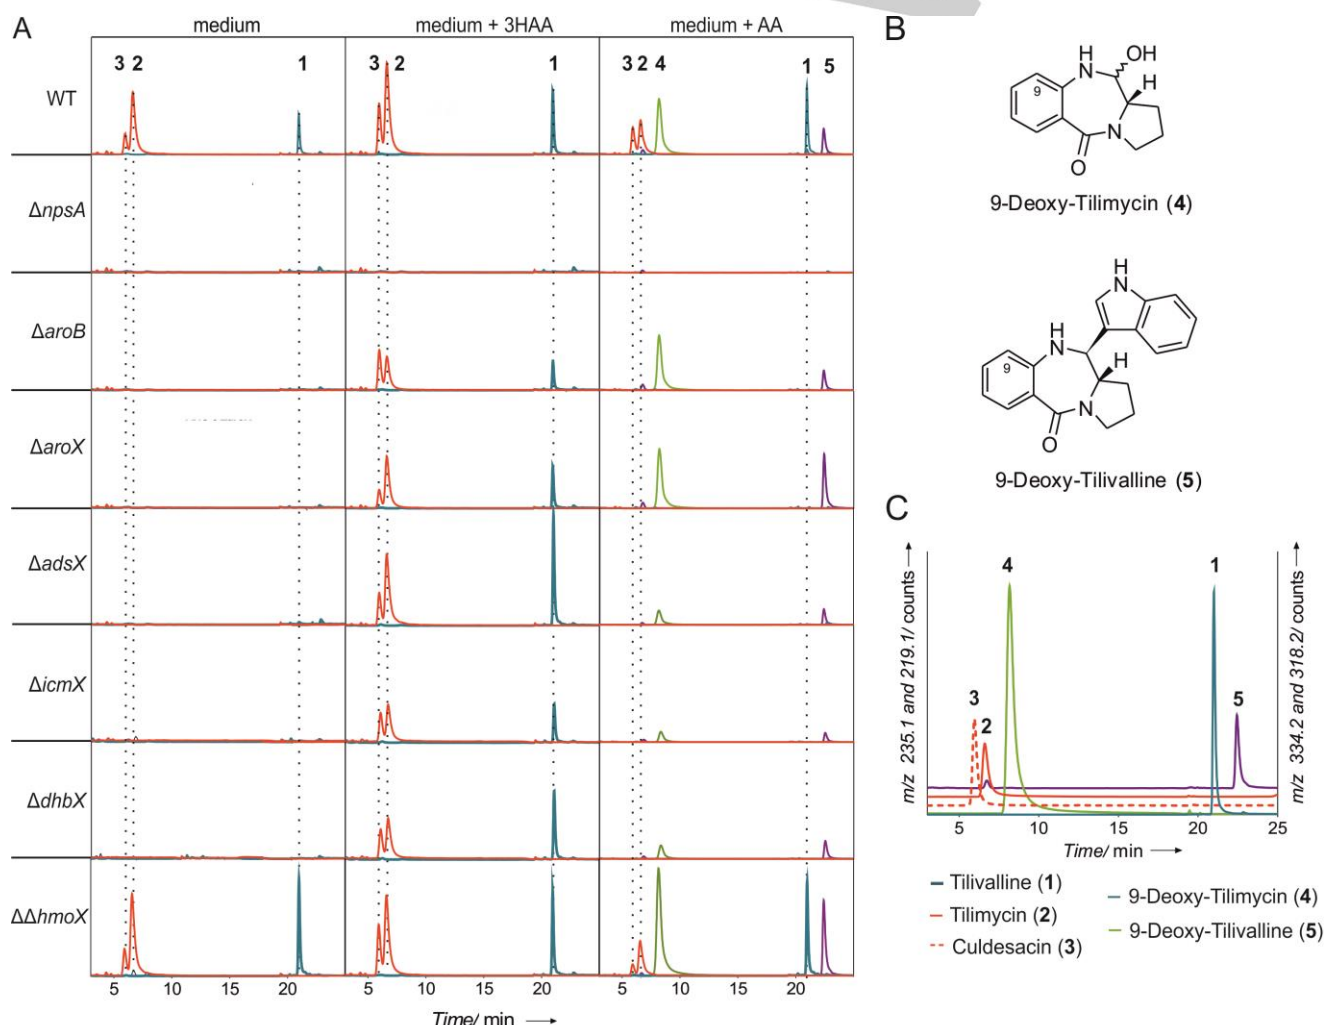 A
medium
medium + 3HAA
medium + AA
3 2 1
3 2 1
3 2 4 1 5
WT
ΔnpsA
ΔaroB
ΔaroX
ΔadsX
ΔicmX
ΔdhbX
ΔΔhmoX
5 10 15 20
5 10 15 20
5 10 15 20
Time/ min
B
NH
OH
H
9
N
O
9-Deoxy-Tilimycin (4)
H
N
H
N
H
9
N
O
9-Deoxy-Tilivalline (5)
C
m/z 235.1 and 219.1/ counts
m/z 334.2 and 318.2/ counts
4
1
3
2
5
5 10 15 20 25
Time/ min
Tilivalline (1)
Tilimycin (2)
Culdesacin (3)
9-Deoxy-Tilimycin (4)
9-Deoxy-Tilivalline (5)